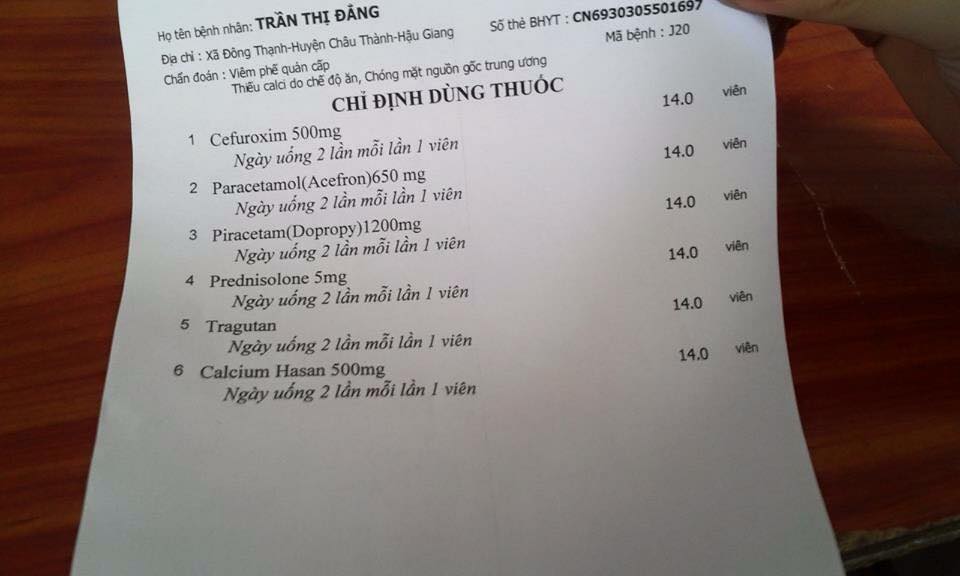 Họ tên bệnh nhân: TRẦN THỊ ĐẰNG Số thẻ BHYT : CN6930305501697
Địa chỉ : Xã Đông Thạnh-Huyện Châu Thành-Hậu Giang Mã bệnh : J20
Chẩn đoán : Viêm phế quản cấp
Thiếu calci do chế độ ăn, Chóng mặt nguồn gốc trung ương
CHỈ ĐỊNH DÙNG THUỐC
1 Cefuroxim 500mg 14.0 viên
Ngày uống 2 lần mỗi lần 1 viên
2 Paracetamol(Acefron)650 mg 14.0 viên
Ngày uống 2 lần mỗi lần 1 viên
3 Piracetam(Dopropy)1200mg 14.0 viên
Ngày uống 2 lần mỗi lần 1 viên
4 Prednisolone 5mg 14.0 viên
Ngày uống 2 lần mỗi lần 1 viên
5 Tragutan 14.0 viên
Ngày uống 2 lần mỗi lần 1 viên
6 Calcium Hasan 500mg 14.0 viên
Ngày uống 2 lần mỗi lần 1 viên